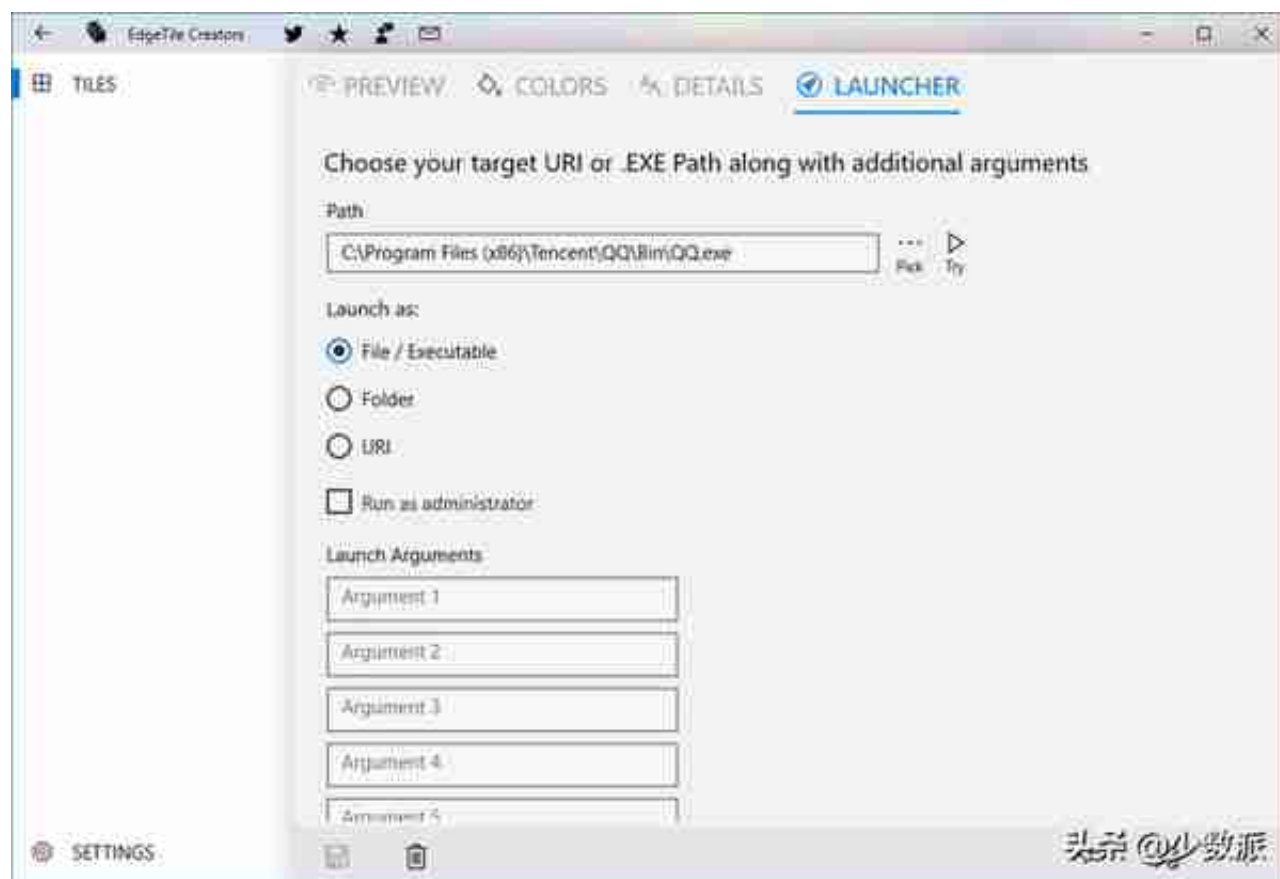 EdgeTile Creators
TILES
PREVIEW
COLORS
DETAILS
LAUNCHER
Choose your target URI or .EXE Path along with additional arguments
Path
C:\Program Files (x86)\Tencent\QQ\Bin\QQ.exe
Pick
Try
Launch as:
File / Executable
Folder
URI
Run as administrator
Launch Arguments
Argument 1
Argument 2
Argument 3
Argument 4
Argument 5
SETTINGS
头条 @少数派